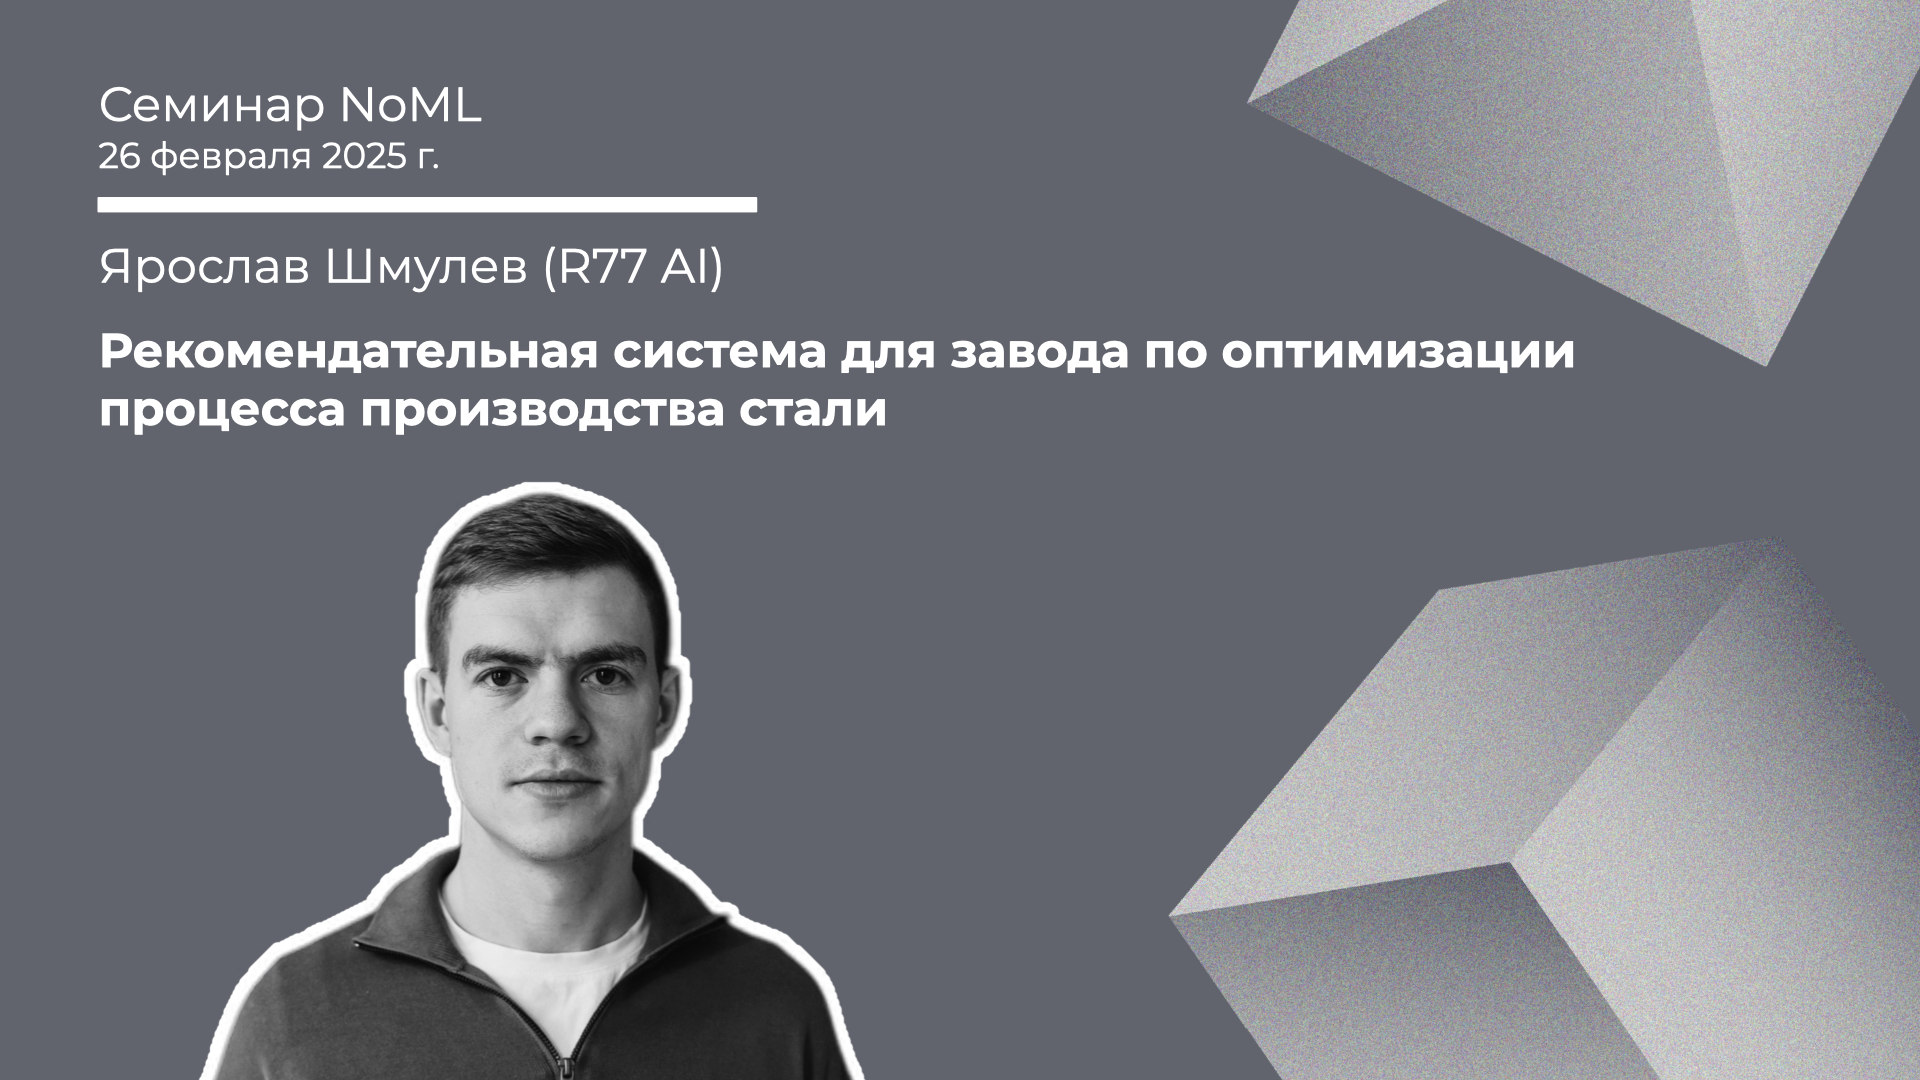 Семинар NoML
26 февраля 2025 г.
Ярослав Шмулев (R77 AI)
Рекомендательная система для завода по оптимизации
процесса производства стали